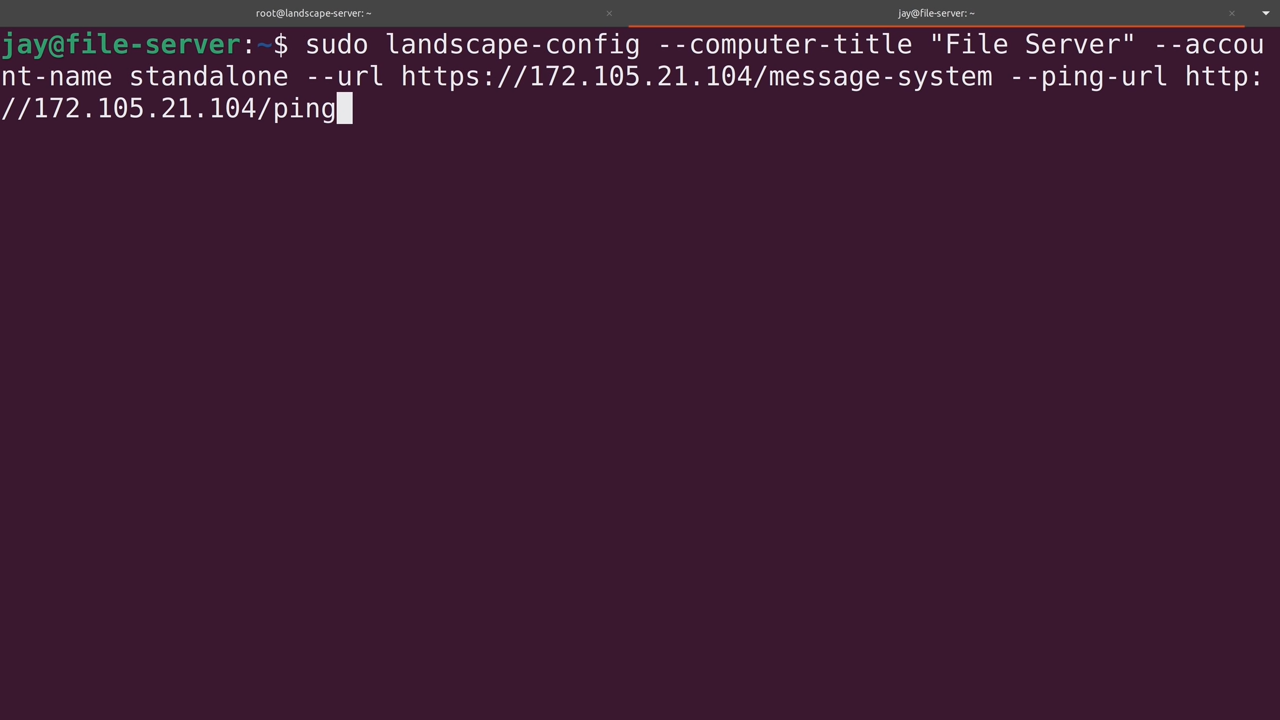 root@landscape-server: ~
jay@file-server: ~
jay@file-server:~$ sudo landscape-config --computer-title "File Server" --accou
nt-name standalone --url https://172.105.21.104/message-system --ping-url http:
//172.105.21.104/ping